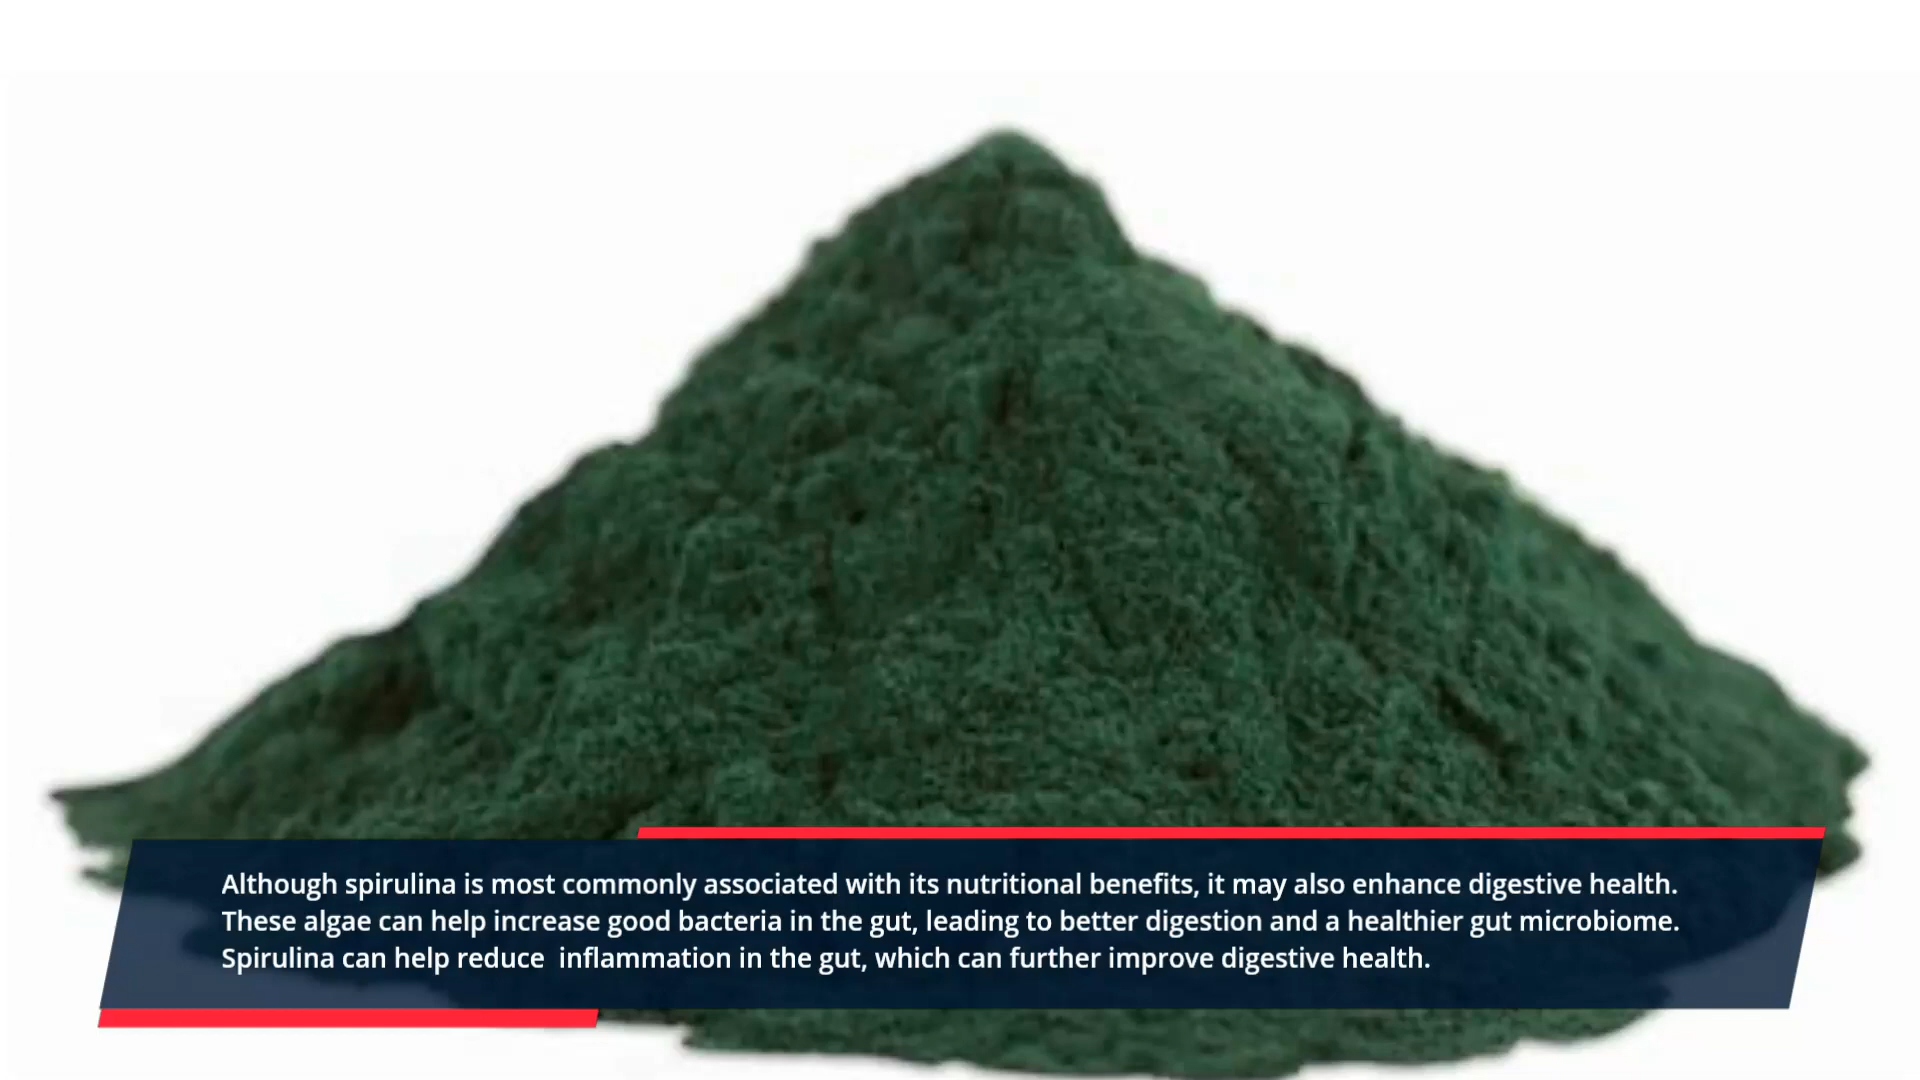 Although spirulina is most commonly associated with its nutritional benefits, it may also enhance digestive health.
These algae can help increase good bacteria in the gut, leading to better digestion and a healthier gut microbiome.
Spirulina can help reduce  inflammation in the gut, which can further improve digestive health.